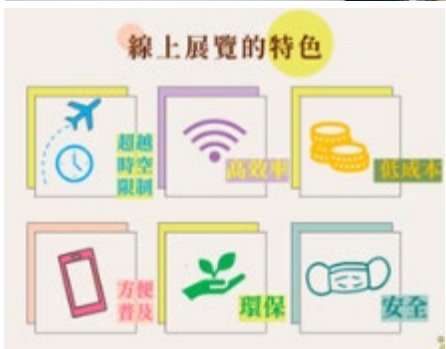 線上展覽的特色
超越
時空
限制
高效率
低成本
方便
普及
環保
安全